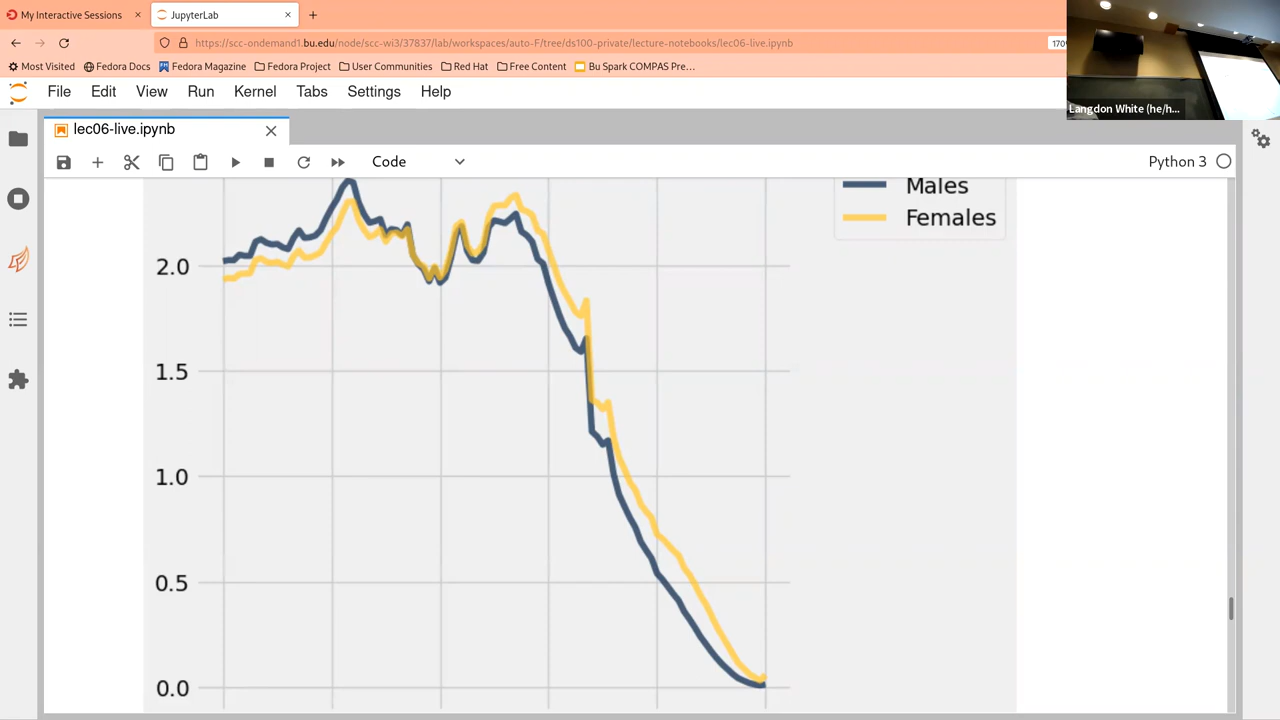 My Interactive Sessions
JupyterLab
https://scc-ondemand1.bu.edu/node/scc-wi3/37837/lab/workspaces/auto-F/tree/ds100-private/lecture-notebooks/lec06-live.ipynb
170
Most Visited Fedora Docs Fedora Magazine Fedora Project User Communities Red Hat Free Content Bu Spark COMPAS Pre…
Langdon White (he/h...
File Edit View Run Kernel Tabs Settings Help
lec06-live.ipynb
Code
Python 3
Males
Females
2.0
1.5
1.0
0.5
0.0